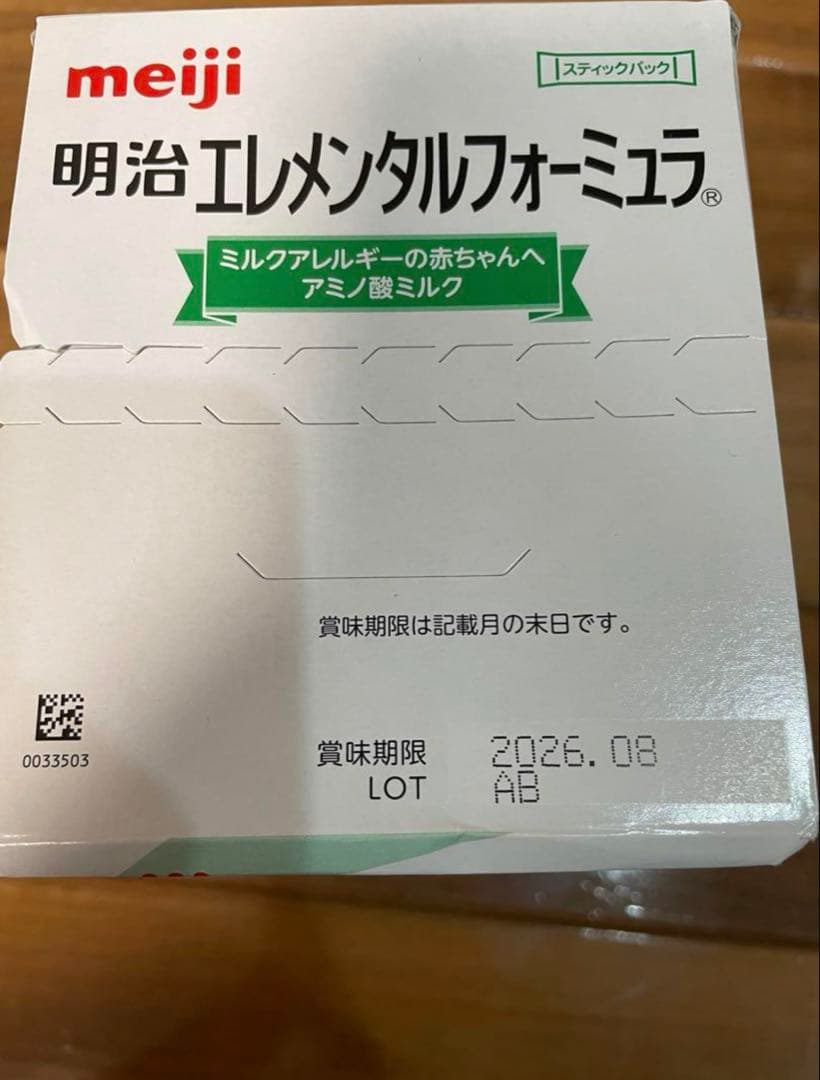 meiji
スティックパック
明治エレメンタルフォーミュラ®
ミルクアレルギーの赤ちゃんへ
アミノ酸ミルク
賞味期限は記載月の末日です。
0033503
賞味期限 2026.08
LOT AB